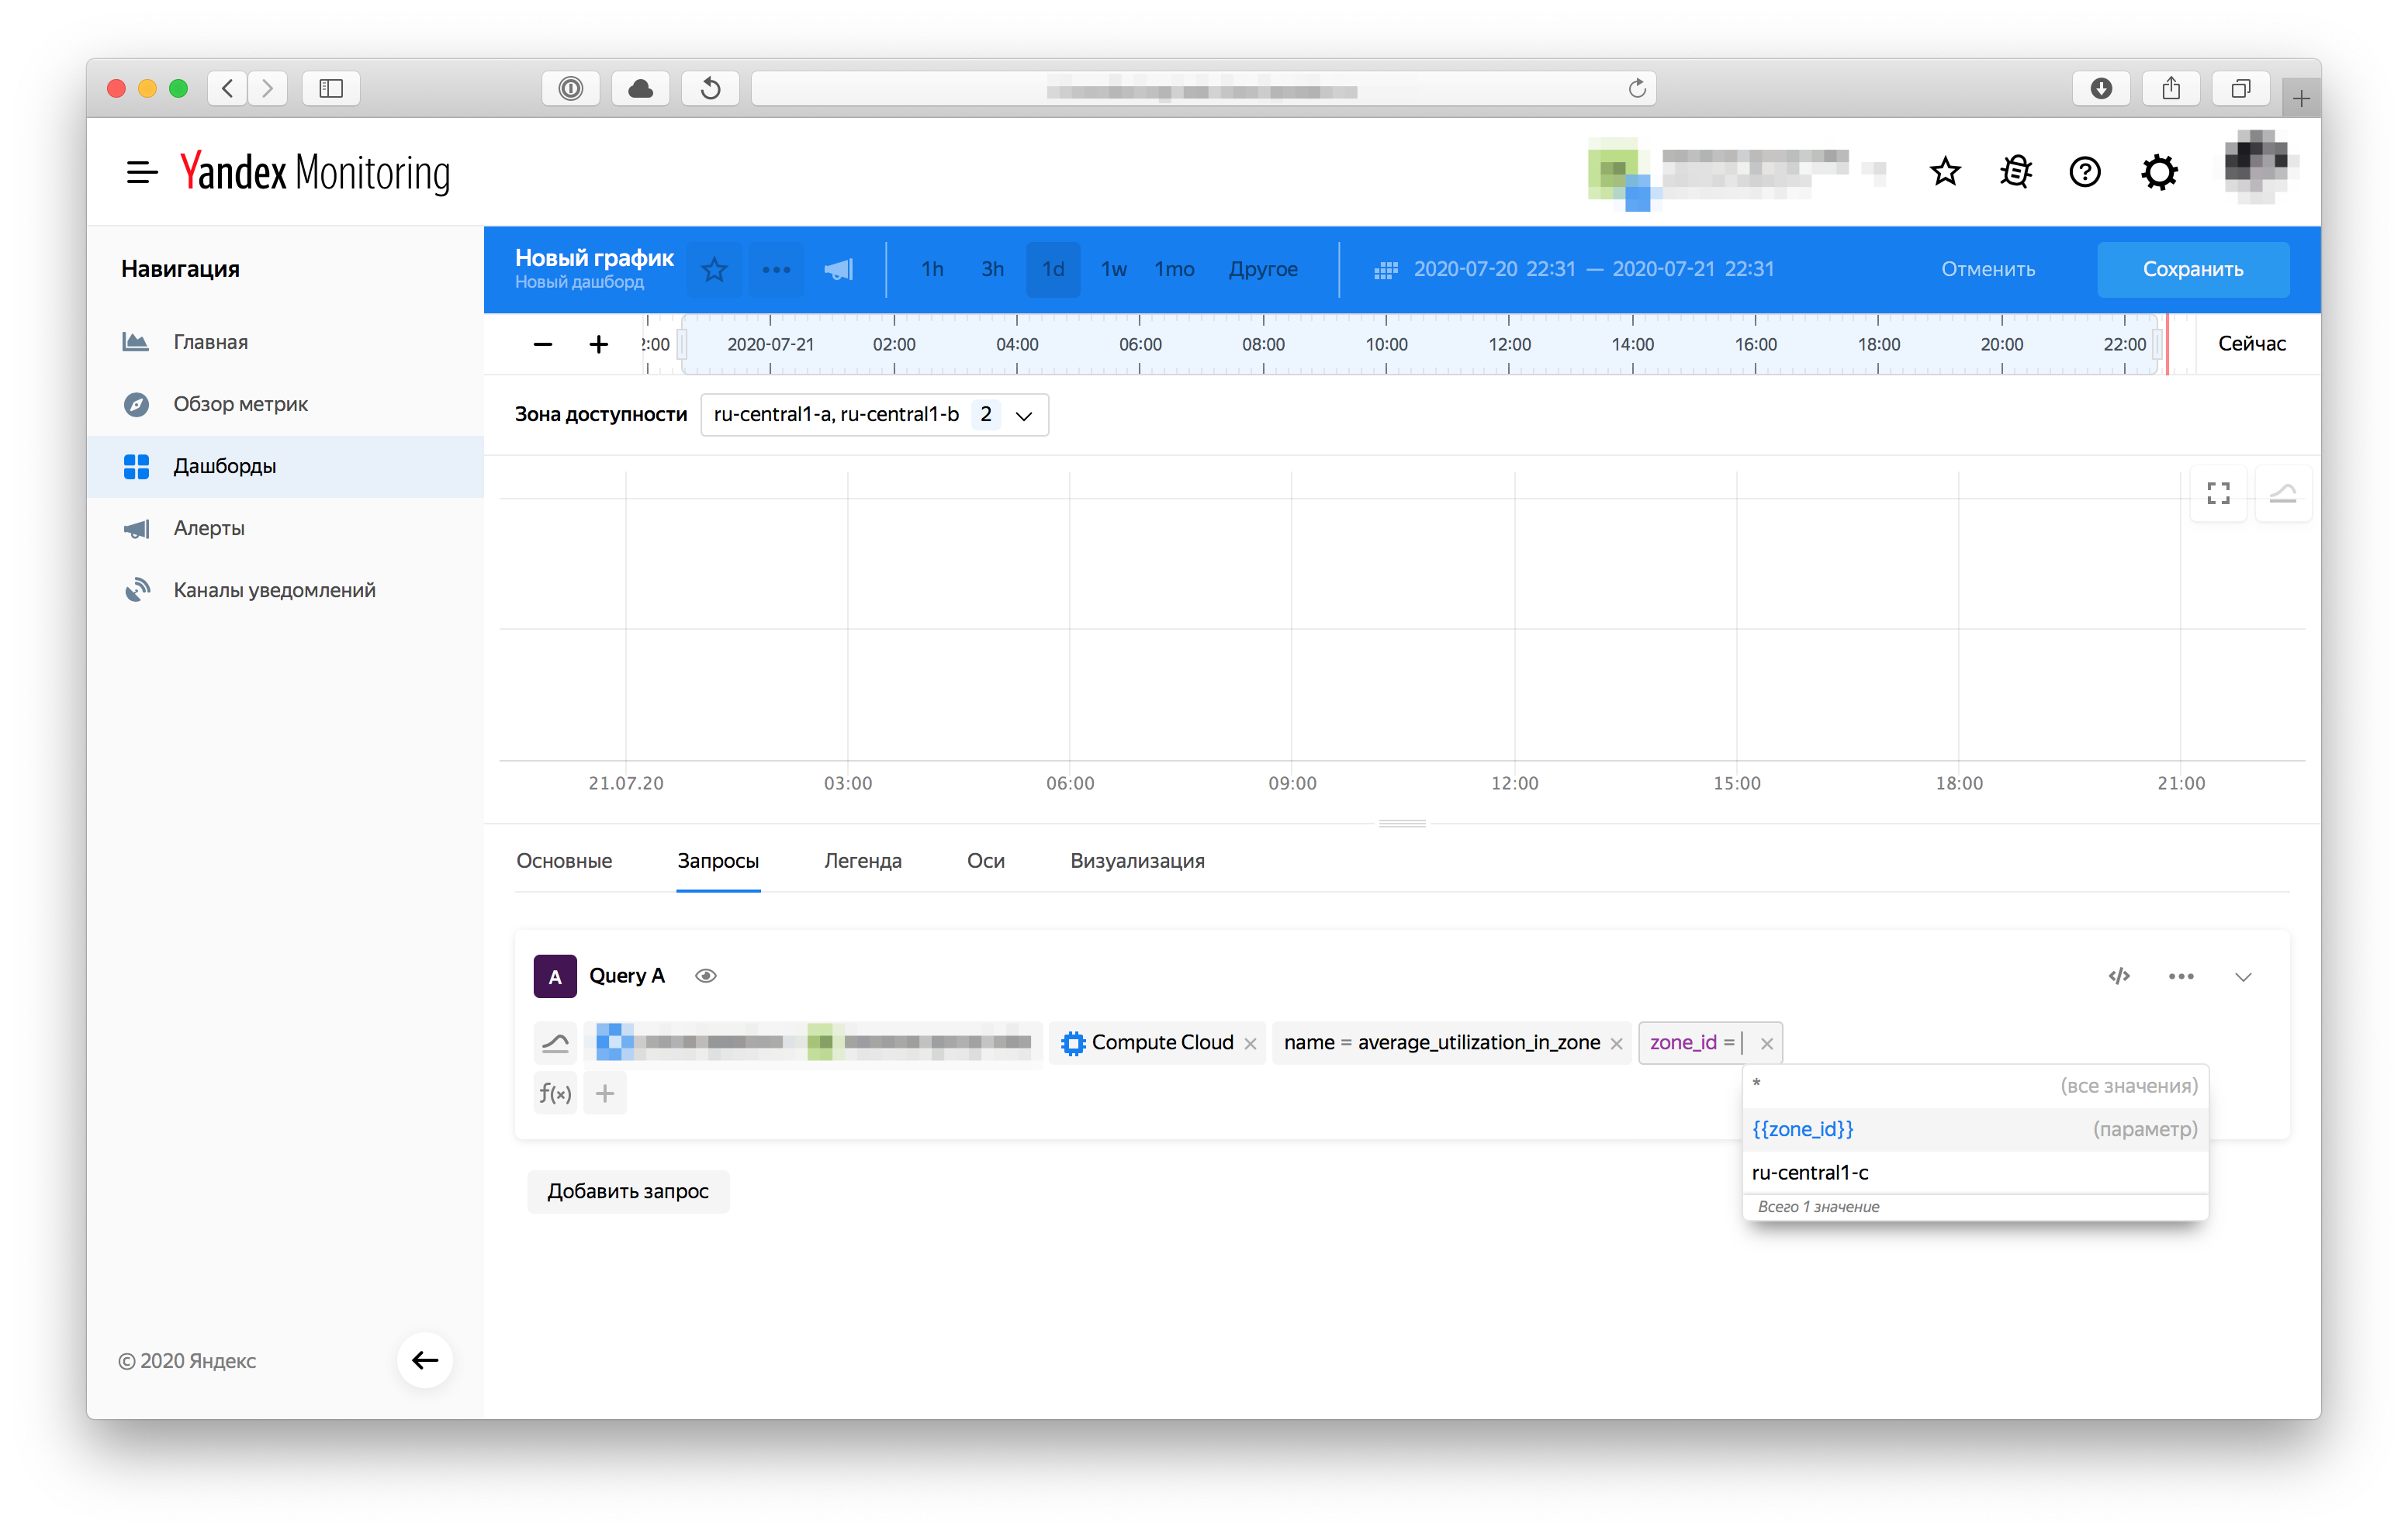 Yandex Monitoring
Навигация
Главная
Обзор метрик
Дашборды
Алерты
Каналы уведомлений
© 2020 Яндекс
Новый график
Новый дашборд
1h 3h 1d 1w 1mo Другое
2020-07-20 22:31 — 2020-07-21 22:31
Отменить
Сохранить
− + 2:00 2020-07-21 02:00 04:00 06:00 08:00 10:00 12:00 14:00 16:00 18:00 20:00 22:00 Сейчас
Зона доступности ru-central1-a, ru-central1-b 2
21.07.20 03:00 06:00 09:00 12:00 15:00 18:00 21:00
Основные Запросы Легенда Оси Визуализация
A Query A
Compute Cloud × name = average_utilization_in_zone × zone_id = ×
f(x) +
* (все значения)
{{zone_id}} (параметр)
ru-central1-c
Всего 1 значение
Добавить запрос